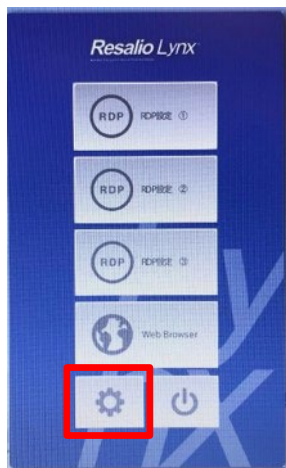 Resalio Lynx
RDP RDP設定 ①
RDP RDP設定 ②
RDP RDP設定 ③
Web Browser
Lynx